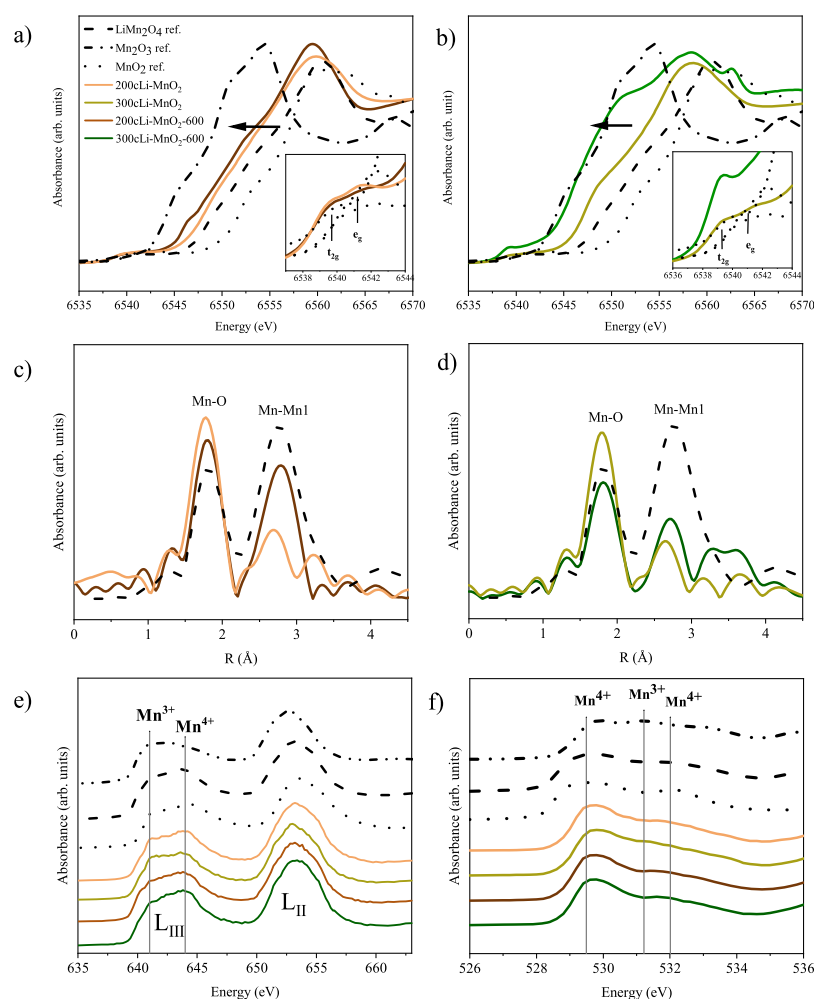 a)
LiMn2O4 ref.
Mn2O3 ref.
MnO2 ref.
200cLi-MnO2
300cLi-MnO2
200cLi-MnO2-600
300cLi-MnO2-600
Absorbance (arb. units)
t2g
eg
6538 6540 6542 6544
6535 6540 6545 6550 6555 6560 6565 6570
Energy (eV)
b)
Absorbance (arb. unit)
t2g
eg
6536 6538 6540 6542 6544
6535 6540 6545 6550 6555 6560 6565 6570
Energy (eV)
c)
Mn-O
Mn-Mn1
Absorbance (arb. units)
0 1 2 3 4
R (Å)
d)
Mn-O
Mn-Mn1
Absorbance (arb. units)
0 1 2 3 4
R (Å)
e)
Mn3+
Mn4+
Absorbance (arb. units)
LIII
LII
635 640 645 650 655 660
Energy (eV)
f)
Mn4+
Mn3+
Mn4+
Absorbance (arb. units)
526 528 530 532 534 536
Energy (eV)